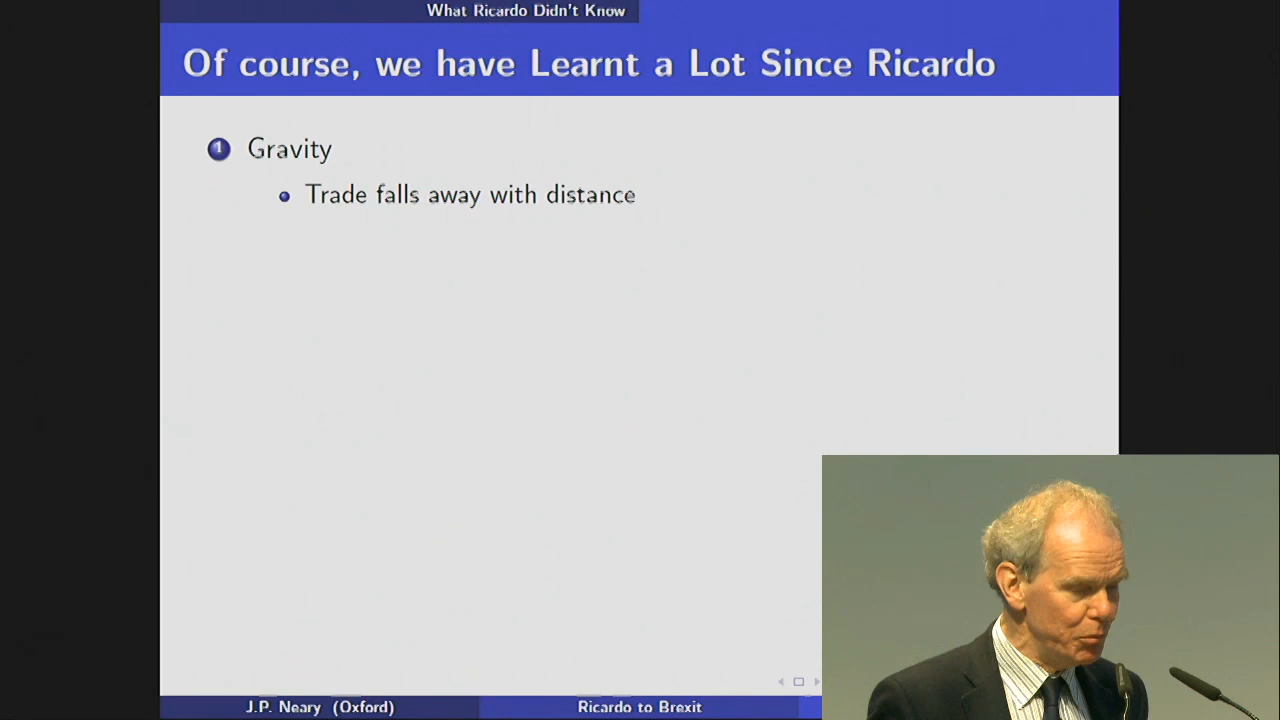 What Ricardo Didn't Know
Of course, we have Learnt a Lot Since Ricardo
1 Gravity
Trade falls away with distance
J.P. Neary (Oxford)
Ricardo to Brexit